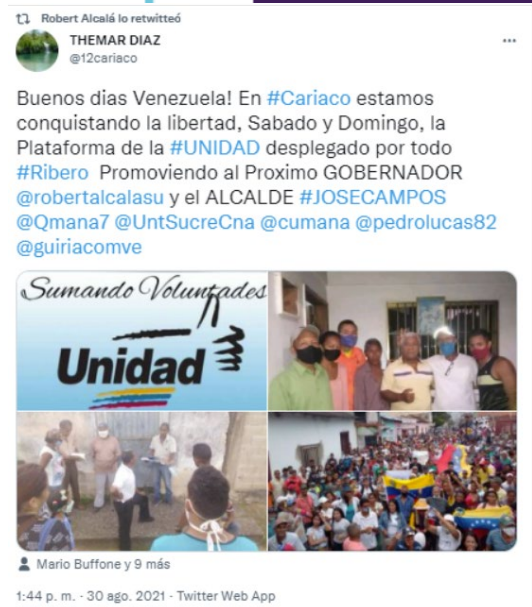 Robert Alcalá lo retwitteó
THEMAR DIAZ
@12cariaco
Buenos dias Venezuela! En #Cariaco estamos
conquistando la libertad, Sabado y Domingo, la
Plataforma de la #UNIDAD desplegado por todo
#Ribero Promoviendo al Proximo GOBERNADOR
@robertalcalasu y el ALCALDE #JOSECAMPOS
@Qmana7 @UntSucreCna @cumana @pedrolucas82
@guiriacomve
Sumando Voluntades
Unidad
Mario Buffone y 9 más
1:44 p. m. · 30 ago. 2021 · Twitter Web App